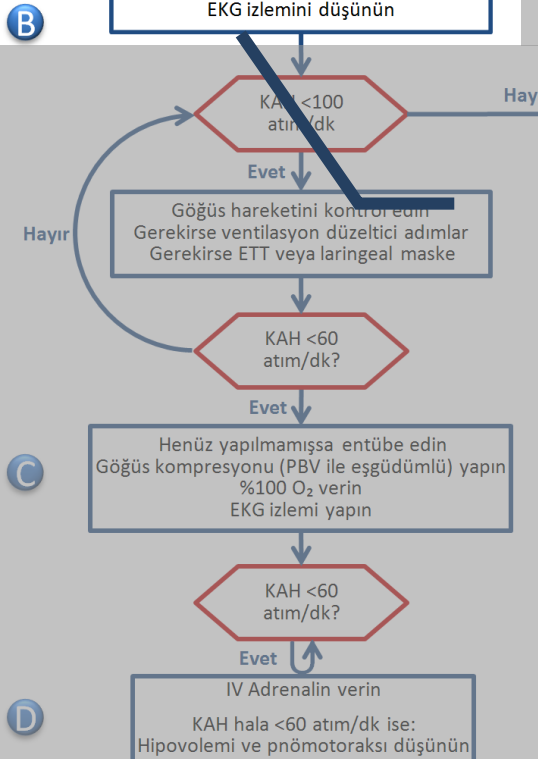 B
EKG izlemini düşünün
KAH <100
atım/dk
Hay
Evet
Göğüs hareketini kontrol edin
Gerekirse ventilasyon düzeltici adımlar
Gerekirse ETT veya laringeal maske
Hayır
KAH <60
atım/dk?
Evet
C
Henüz yapılmamışsa entübe edin
Göğüs kompresyonu (PBV ile eşgüdümlü) yapın
%100 O₂ verin
EKG izlemi yapın
KAH <60
atım/dk?
Evet
D
IV Adrenalin verin
KAH hala <60 atım/dk ise:
Hipovolemi ve pnömotoraksı düşünün